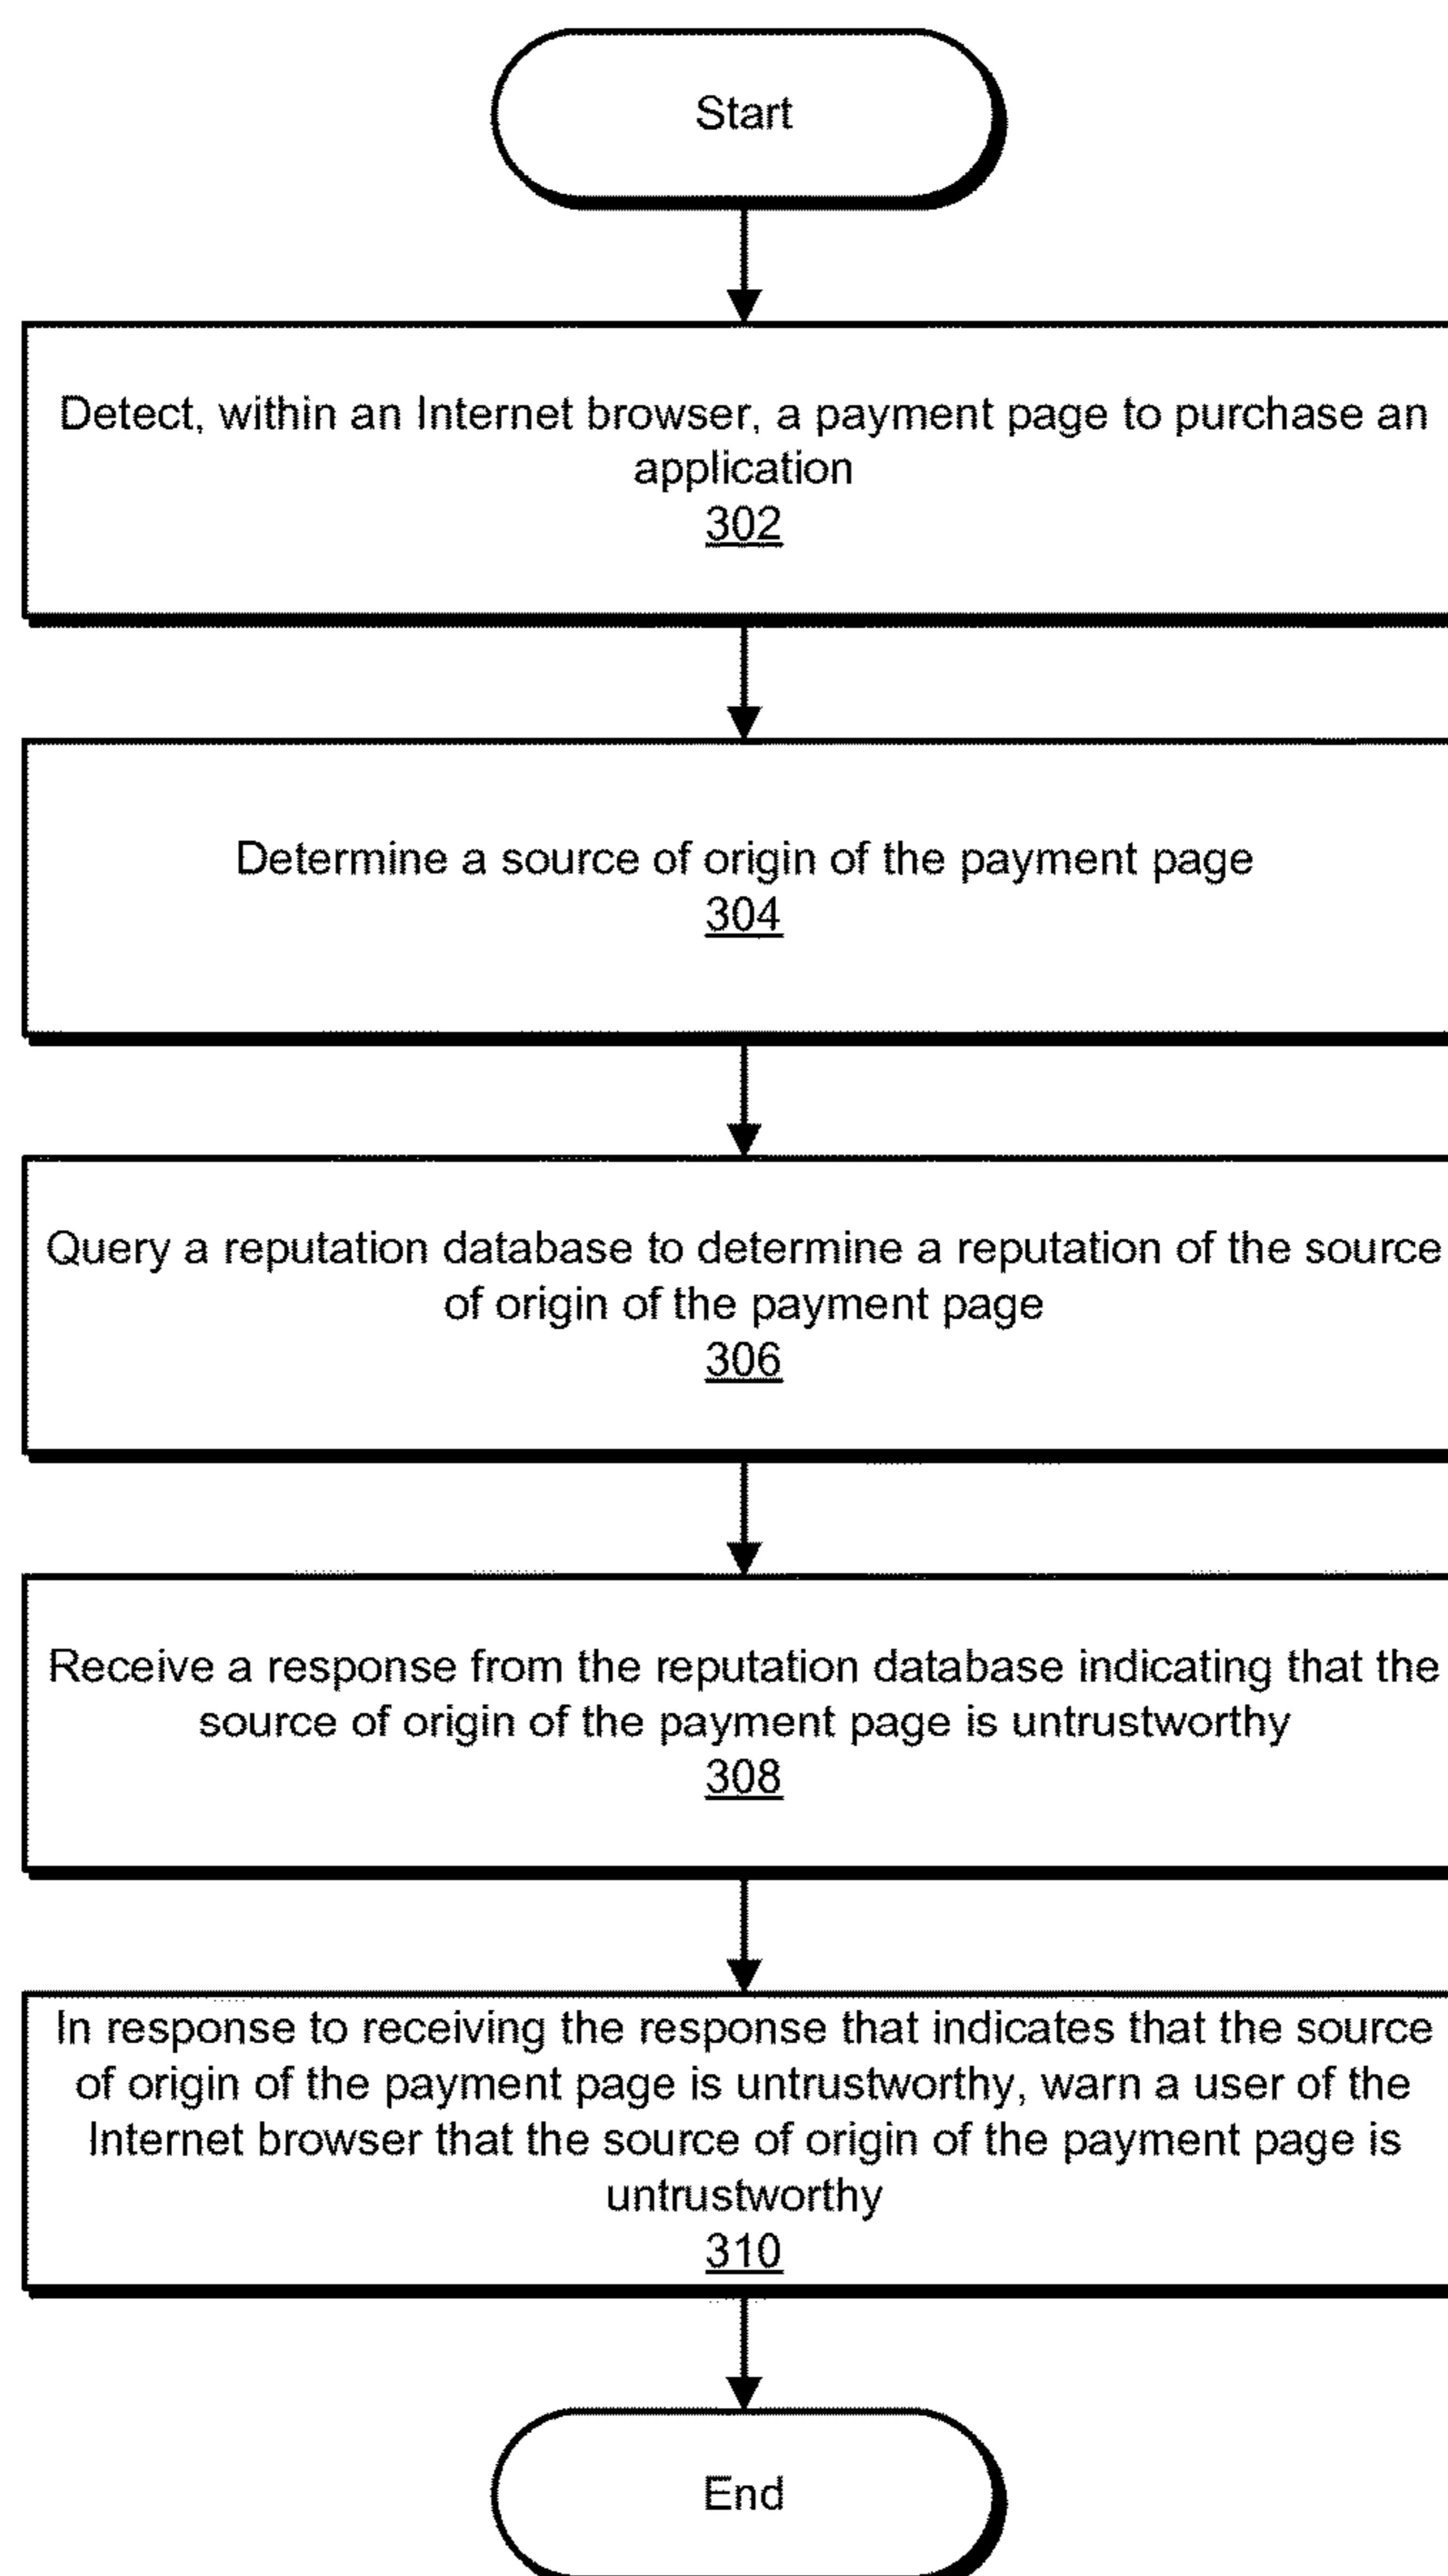 Start
Detect, within an Internet browser, a payment page to purchase an
application
302
Determine a source of origin of the payment page
304
Query a reputation database to determine a reputation of the source
of origin of the payment page
306
Receive a response from the reputation database indicating that the
source of origin of the payment page is untrustworthy
308
In response to receiving the response that indicates that the source
of origin of the payment page is untrustworthy, warn a user of the
Internet browser that the source of origin of the payment page is
untrustworthy
310
End